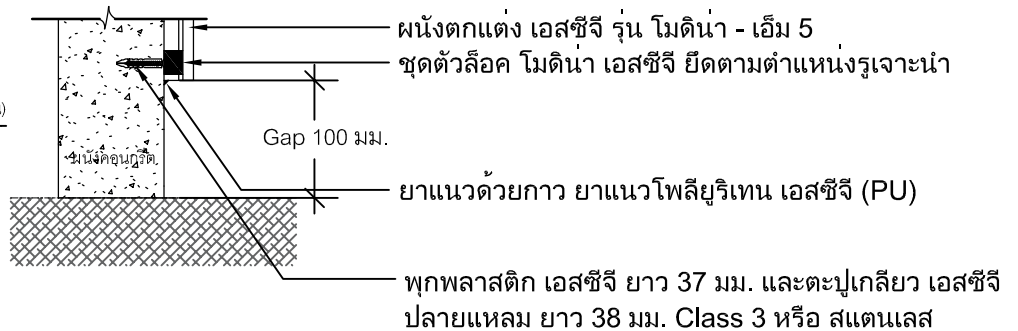 ผนังตกแต่ง เอสซีจี รุ่น โมดิน่า - เอ็ม 5
ชุดตัวล็อค โมดิน่า เอสซีจี ยึดตามตำแหน่งรูเจาะนำ
Gap 100 มม.
ผนังคอนกรีต
ยาแนวด้วยกาว ยาแนวโพลียูริเทน เอสซีจี (PU)
พุกพลาสติก เอสซีจี ยาว 37 มม. และตะปูเกลียว เอสซีจี
ปลายแหลม ยาว 38 มม. Class 3 หรือ สแตนเลส